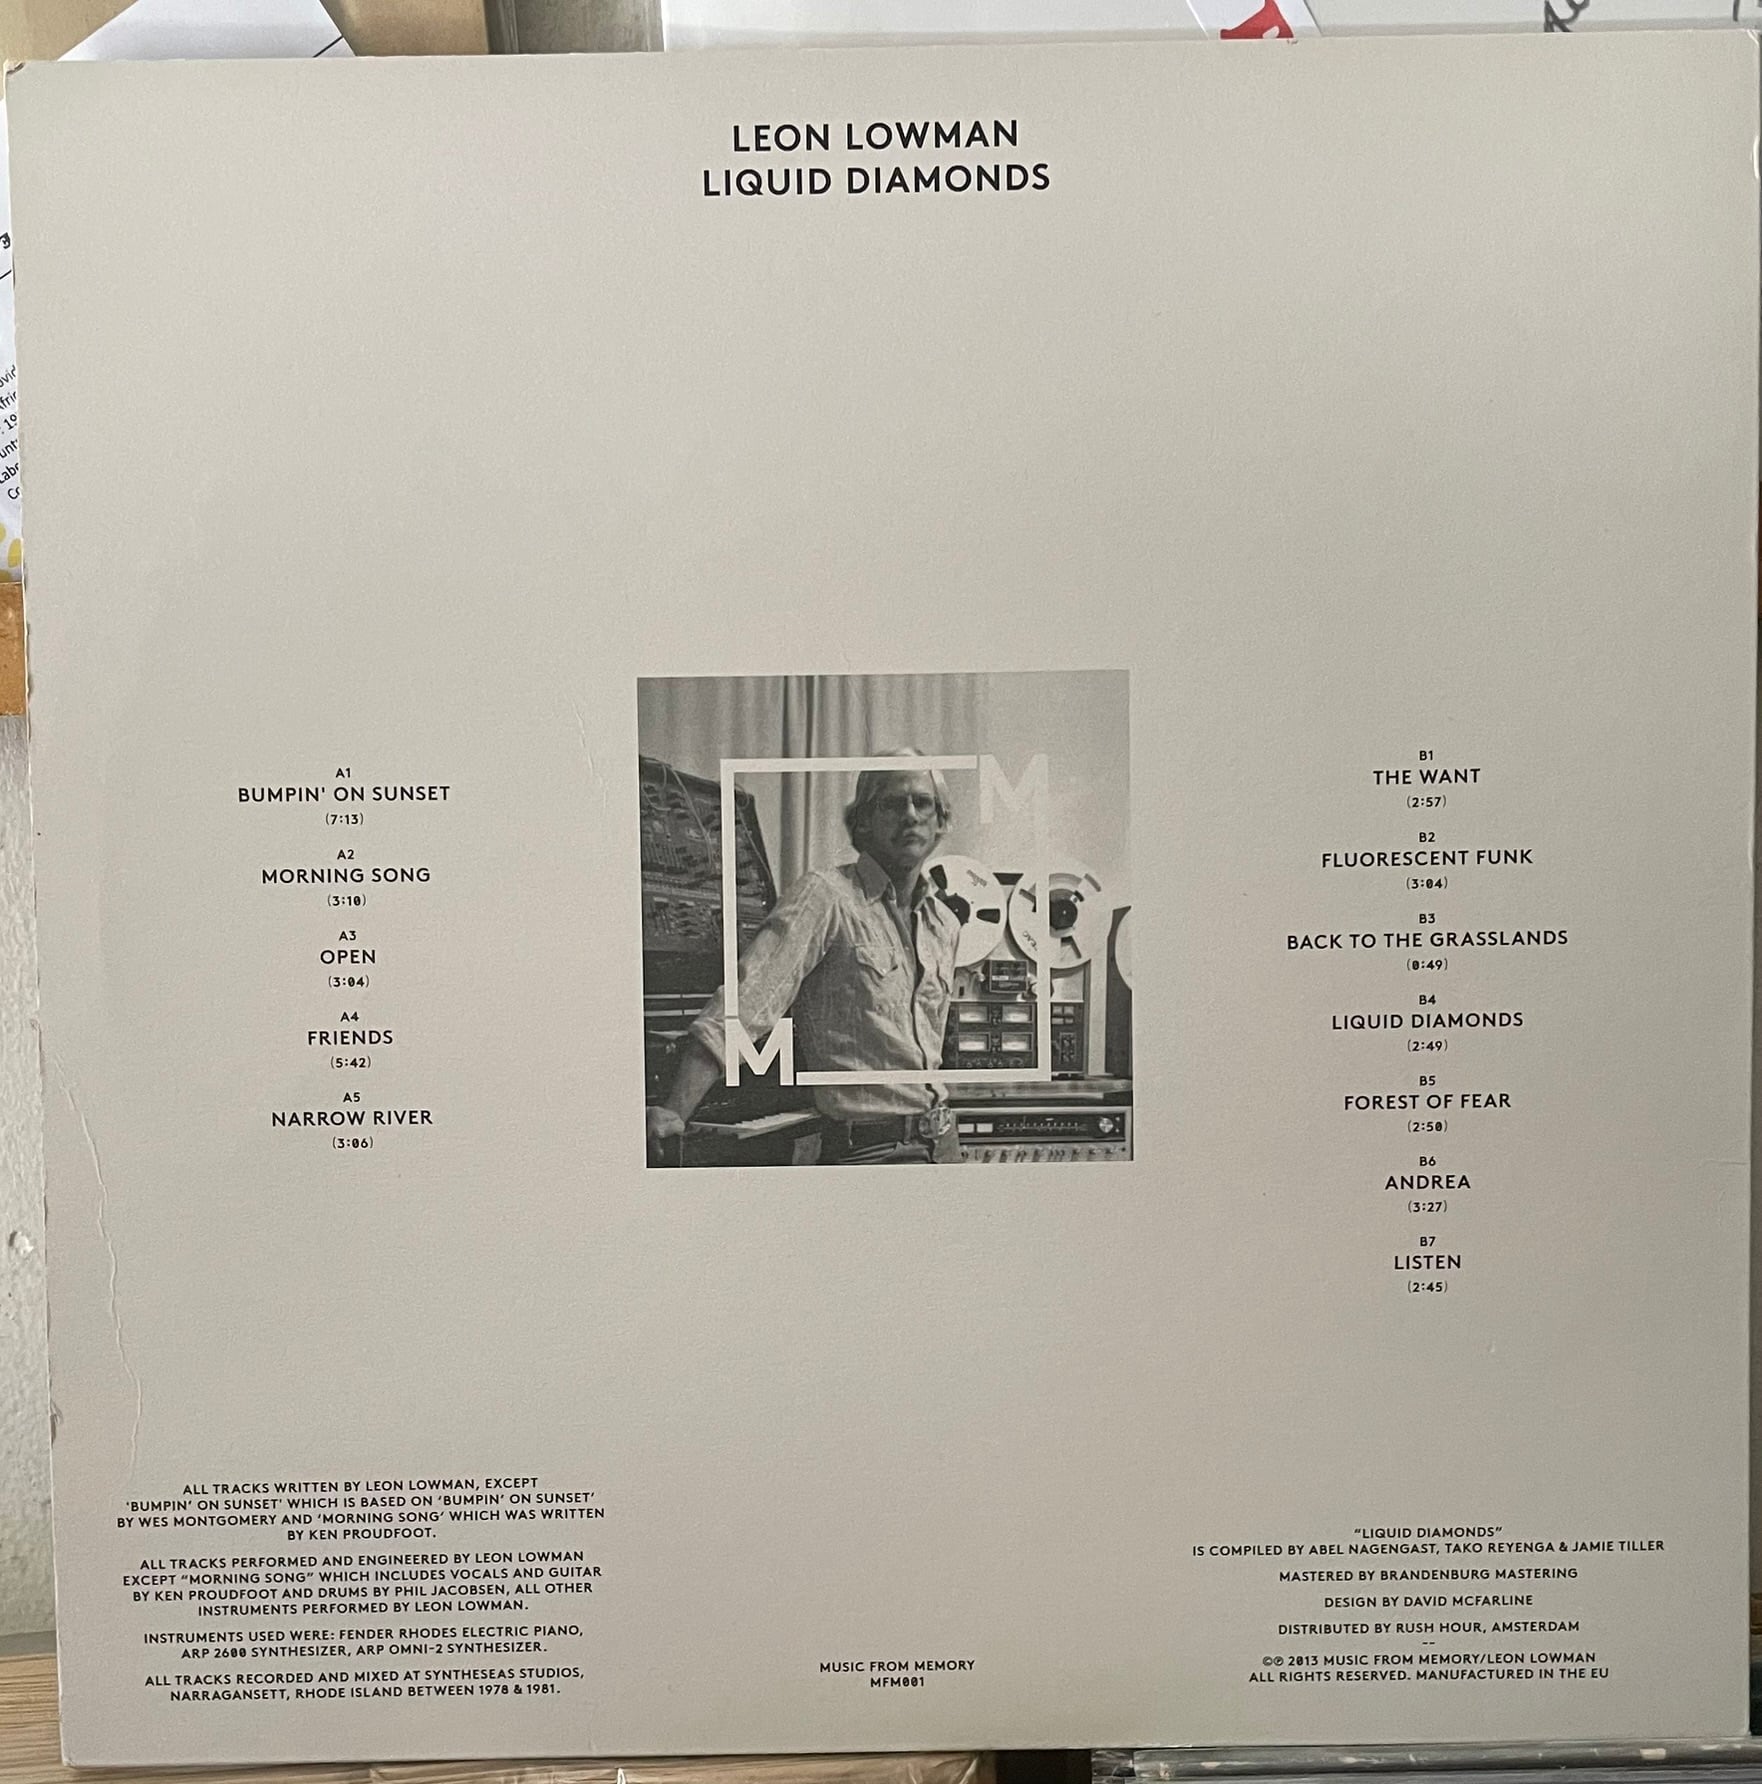 LEON LOWMAN
LIQUID DIAMONDS
A1
BUMPIN' ON SUNSET
(7:13)
A2
MORNING SONG
(3:10)
A3
OPEN
(3:04)
A4
FRIENDS
(5:42)
A5
NARROW RIVER
(3:06)
M
M
B1
THE WANT
(2:57)
B2
FLUORESCENT FUNK
(3:04)
B3
BACK TO THE GRASSLANDS
(0:49)
B4
LIQUID DIAMONDS
(2:49)
B5
FOREST OF FEAR
(2:50)
B6
ANDREA
(3:27)
B7
LISTEN
(2:45)
ALL TRACKS WRITTEN BY LEON LOWMAN, EXCEPT
'BUMPIN' ON SUNSET' WHICH IS BASED ON 'BUMPIN' ON SUNSET'
BY WES MONTGOMERY AND 'MORNING SONG' WHICH WAS WRITTEN
BY KEN PROUDFOOT.
ALL TRACKS PERFORMED AND ENGINEERED BY LEON LOWMAN
EXCEPT "MORNING SONG" WHICH INCLUDES VOCALS AND GUITAR
BY KEN PROUDFOOT AND DRUMS BY PHIL JACOBSEN, ALL OTHER
INSTRUMENTS PERFORMED BY LEON LOWMAN.
INSTRUMENTS USED WERE: FENDER RHODES ELECTRIC PIANO,
ARP 2600 SYNTHESIZER, ARP OMNI-2 SYNTHESIZER.
ALL TRACKS RECORDED AND MIXED AT SYNTHESEAS STUDIOS,
NARRAGANSETT, RHODE ISLAND BETWEEN 1978 & 1981.
MUSIC FROM MEMORY
MFM001
"LIQUID DIAMONDS"
IS COMPILED BY ABEL NAGENGAST, TAKO REYENGA & JAMIE TILLER
MASTERED BY BRANDENBURG MASTERING
DESIGN BY DAVID MCFARLINE
DISTRIBUTED BY RUSH HOUR, AMSTERDAM
--
©℗ 2013 MUSIC FROM MEMORY/LEON LOWMAN
ALL RIGHTS RESERVED. MANUFACTURED IN THE EU